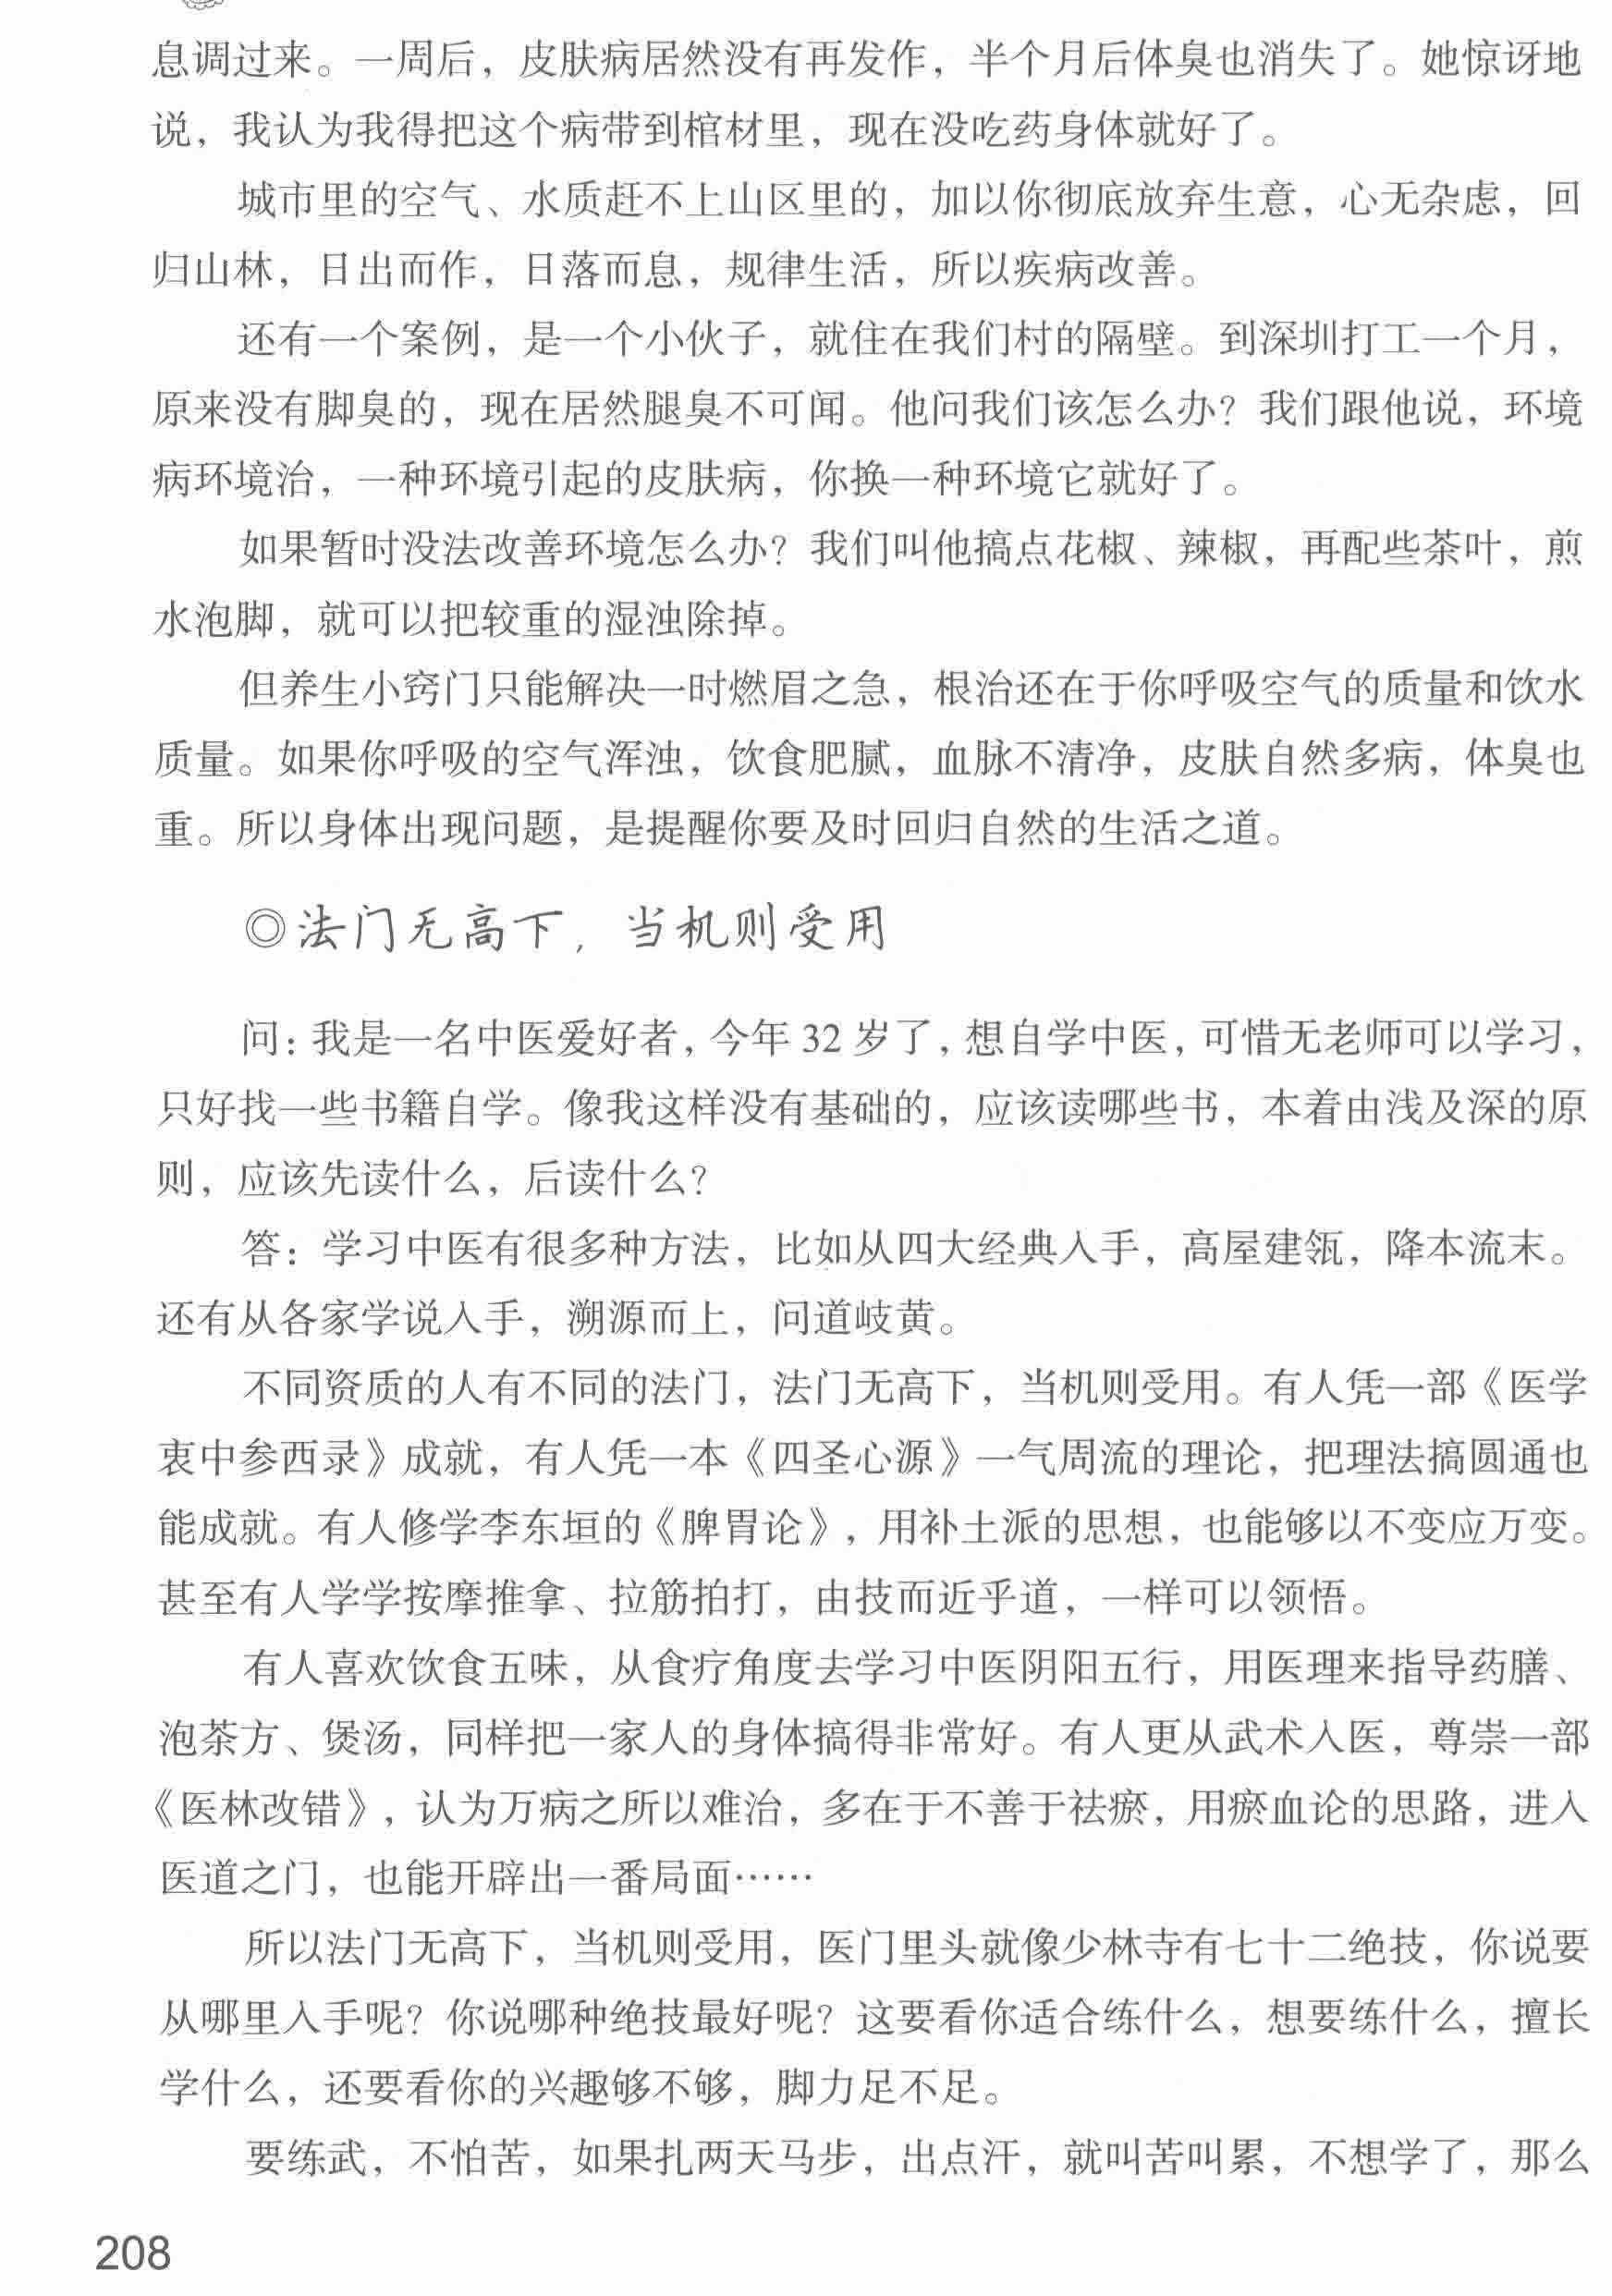 息调过来。一周后，皮肤病居然没有再发作，半个月后体臭也消失了。她惊讶地
说，我认为我得把这个病带到棺材里，现在没吃药身体就好了。
城市里的空气、水质赶不上山区里的，加以你彻底放弃生意，心无杂虑，回
归山林，日出而作，日落而息，规律生活，所以疾病改善。
还有一个案例，是一个小伙子，就住在我们村的隔壁。到深圳打工一个月，
原来没有脚臭的，现在居然腿臭不可闻。他问我们该怎么办？我们跟他说，环境
病环境治，一种环境引起的皮肤病，你换一种环境它就好了。
如果暂时没法改善环境怎么办？我们叫他搞点花椒、辣椒，再配些茶叶，煎
水泡脚，就可以把较重的湿浊除掉。
但养生小窍门只能解决一时燃眉之急，根治还在于你呼吸空气的质量和饮水
质量。如果你呼吸的空气浑浊，饮食肥腻，血脉不清净，皮肤自然多病，体臭也
重。所以身体出现问题，是提醒你要及时回归自然的生活之道。
◎法门无高下，当机则受用
问：我是一名中医爱好者，今年 32 岁了，想自学中医，可惜无老师可以学习，
只好找一些书籍自学。像我这样没有基础的，应该读哪些书，本着由浅及深的原
则，应该先读什么，后读什么？
答：学习中医有很多种方法，比如从四大经典入手，高屋建瓴，降本流末。
还有从各家学说入手，溯源而上，问道岐黄。
不同资质的人有不同的法门，法门无高下，当机则受用。有人凭一部《医学
衷中参西录》成就，有人凭一本《四圣心源》一气周流的理论，把理法搞圆通也
能成就。有人修学李东垣的《脾胃论》，用补土派的思想，也能够以不变应万变。
甚至有人学学按摩推拿、拉筋拍打，由技而近乎道，一样可以领悟。
有人喜欢饮食五味，从食疗角度去学习中医阴阳五行，用医理来指导药膳、
泡茶方、煲汤，同样把一家人的身体搞得非常好。有人更从武术入医，尊崇一部
《医林改错》，认为万病之所以难治，多在于不善于祛瘀，用瘀血论的思路，进入
医道之门，也能开辟出一番局面……
所以法门无高下，当机则受用，医门里头就像少林寺有七十二绝技，你说要
从哪里入手呢？你说哪种绝技最好呢？这要看你适合练什么，想要练什么，擅长
学什么，还要看你的兴趣够不够，脚力足不足。
要练武，不怕苦，如果扎两天马步，出点汗，就叫苦叫累，不想学了，那么
208